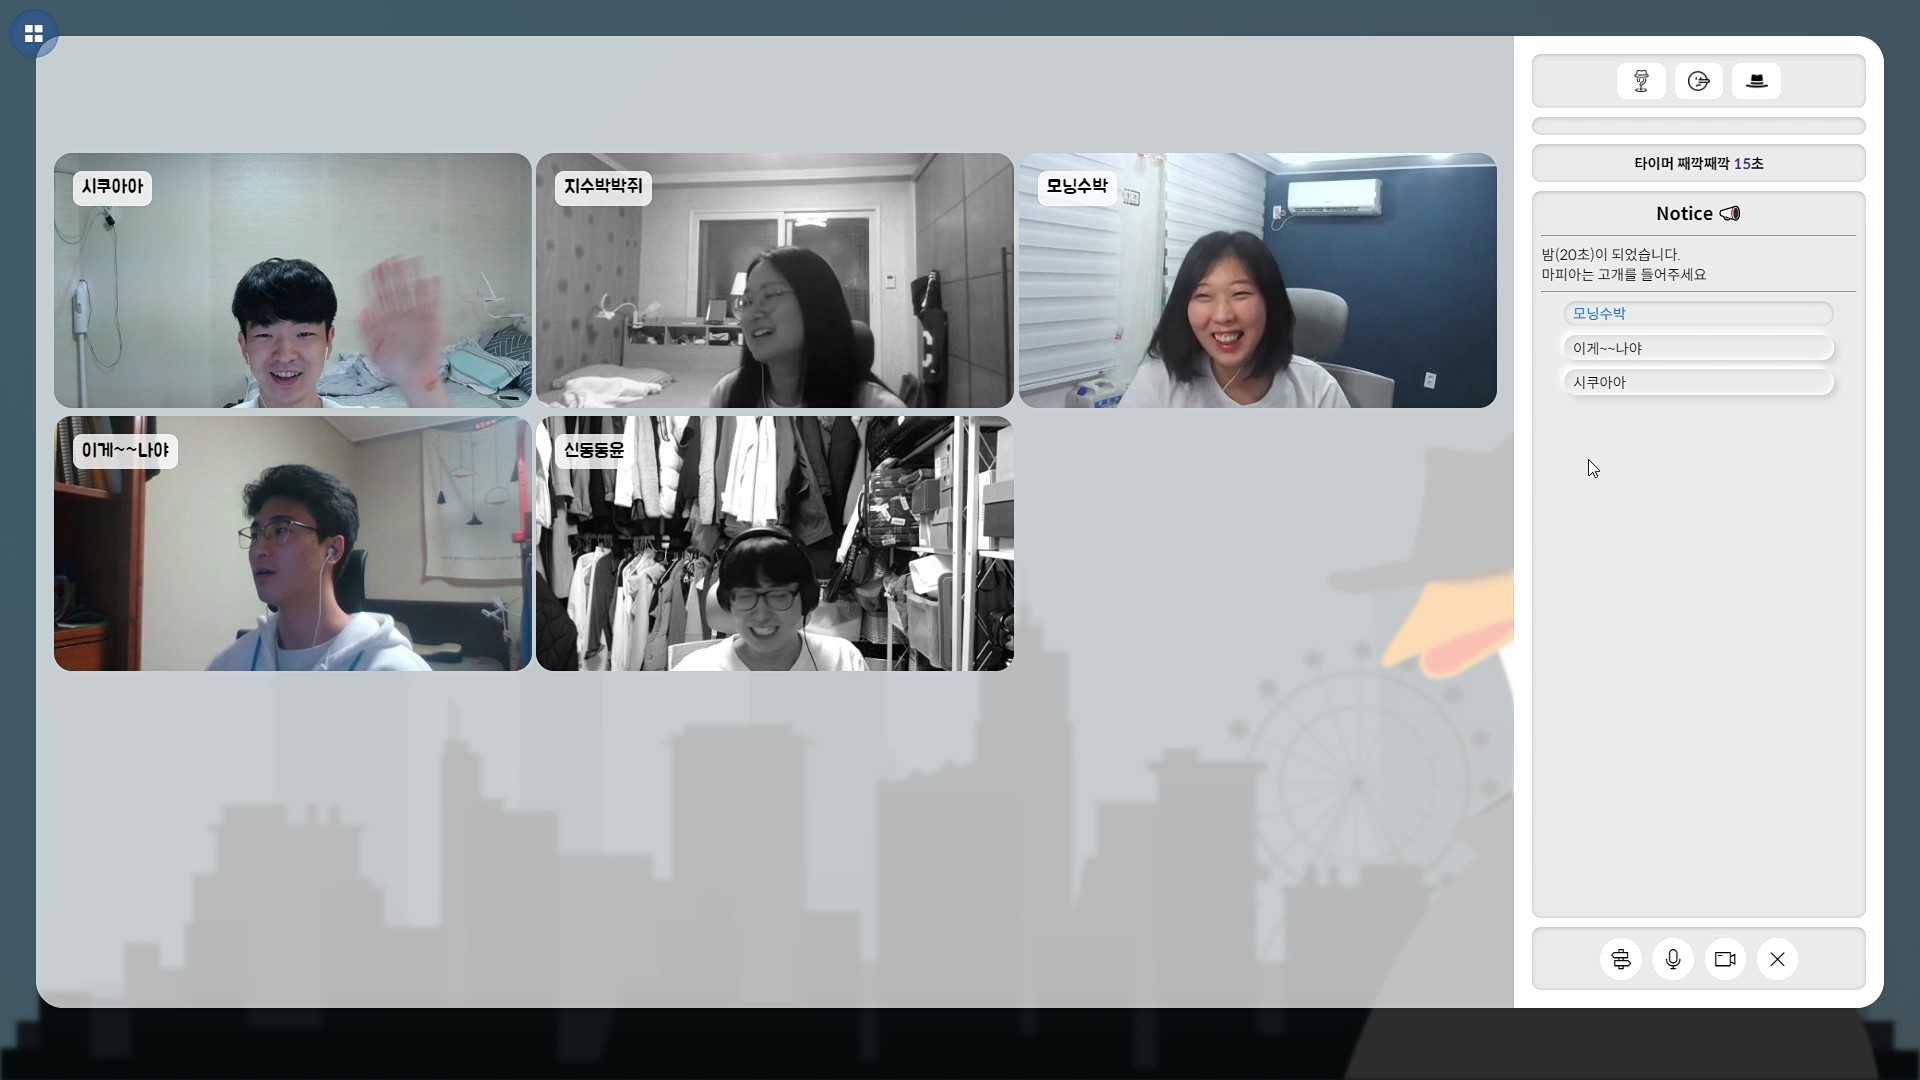 시쿠아아
지수박박쥐
모닝수박
이게~~나야
신동동윤
타이머 째깍째깍 15초
Notice
밤(20초)이 되었습니다.
마피아는 고개를 들어주세요
모닝수박
이게~~나야
시쿠아아